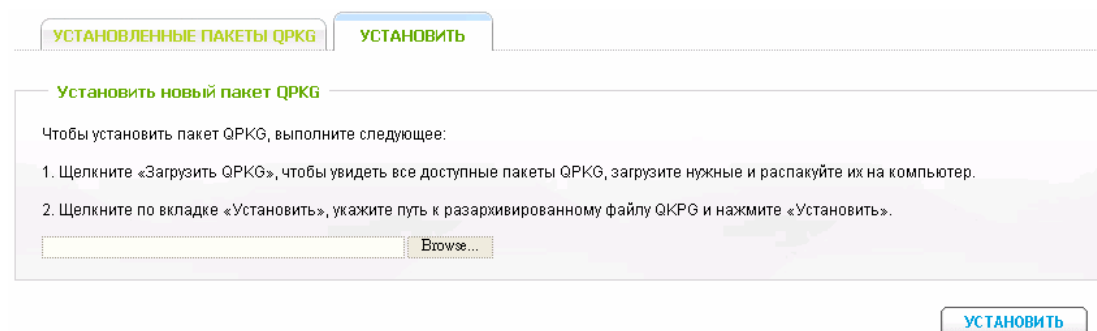 УСТАНОВЛЕННЫЕ ПАКЕТЫ QPKG
УСТАНОВИТЬ
Установить новый пакет QPKG
Чтобы установить пакет QPKG, выполните следующее:
1. Щелкните «Загрузить QPKG», чтобы увидеть все доступные пакеты QPKG, загрузите нужные и распакуйте их на компьютер.
2. Щелкните по вкладке «Установить», укажите путь к разархивированному файлу QKPG и нажмите «Установить».
Browse...
УСТАНОВИТЬ